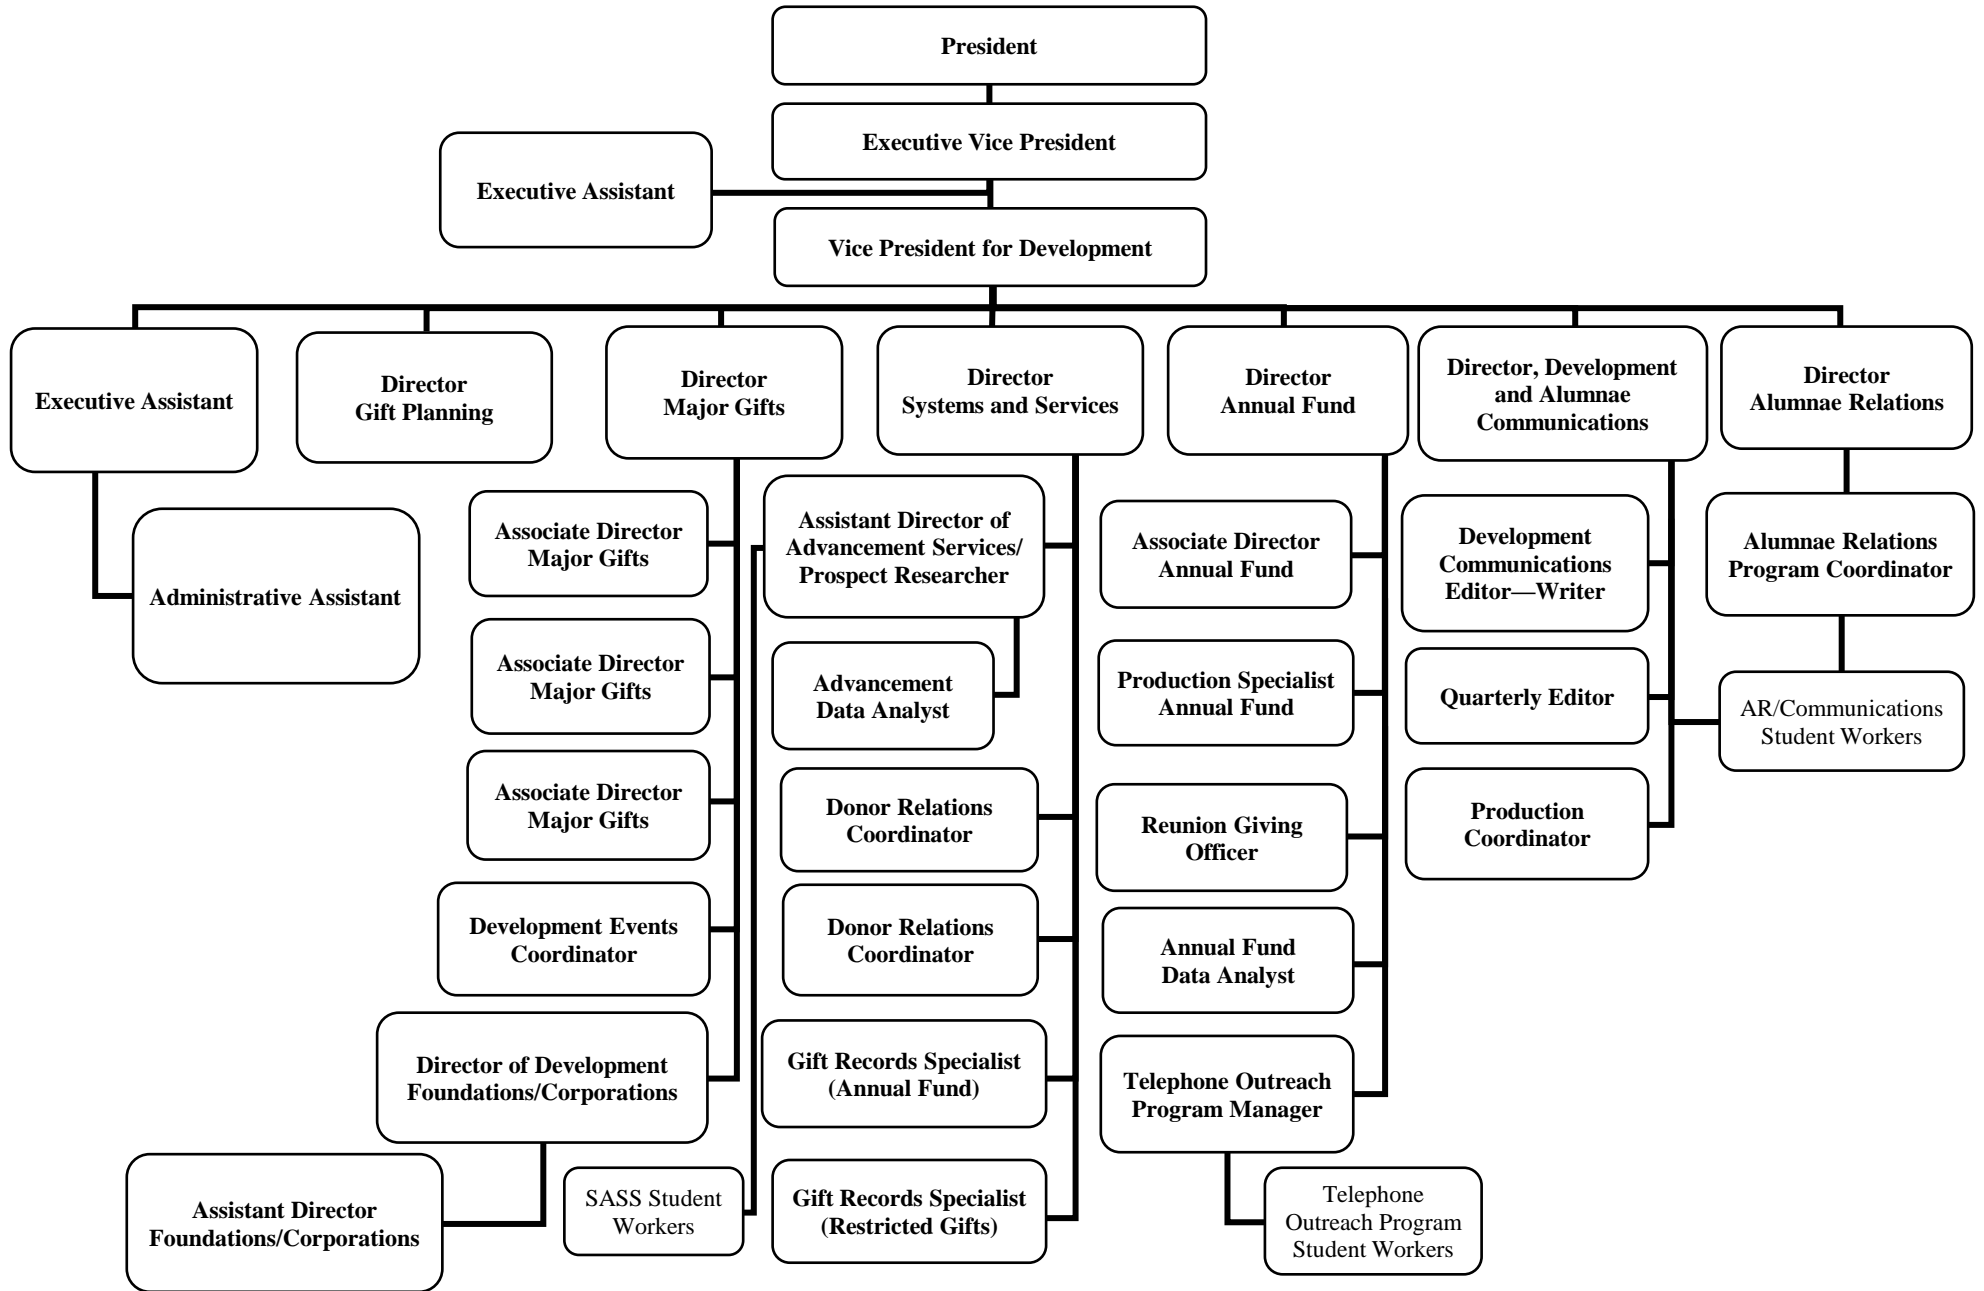 President
Executive Vice President
Executive Assistant
Vice President for Development
Executive Assistant
Director
Gift Planning
Director
Major Gifts
Director
Systems and Services
Director
Annual Fund
Director, Development
and Alumnae
Communications
Director
Alumnae Relations
Administrative Assistant
Associate Director
Major Gifts
Associate Director
Major Gifts
Associate Director
Major Gifts
Development Events
Coordinator
Director of Development
Foundations/Corporations
Assistant Director
Foundations/Corporations
Assistant Director of
Advancement Services/
Prospect Researcher
Advancement
Data Analyst
Donor Relations
Coordinator
Donor Relations
Coordinator
Gift Records Specialist
(Annual Fund)
Gift Records Specialist
(Restricted Gifts)
SASS Student
Workers
Associate Director
Annual Fund
Production Specialist
Annual Fund
Reunion Giving
Officer
Annual Fund
Data Analyst
Telephone Outreach
Program Manager
Telephone
Outreach Program
Student Workers
Development
Communications
Editor—Writer
Quarterly Editor
Production
Coordinator
Alumnae Relations
Program Coordinator
AR/Communications
Student Workers